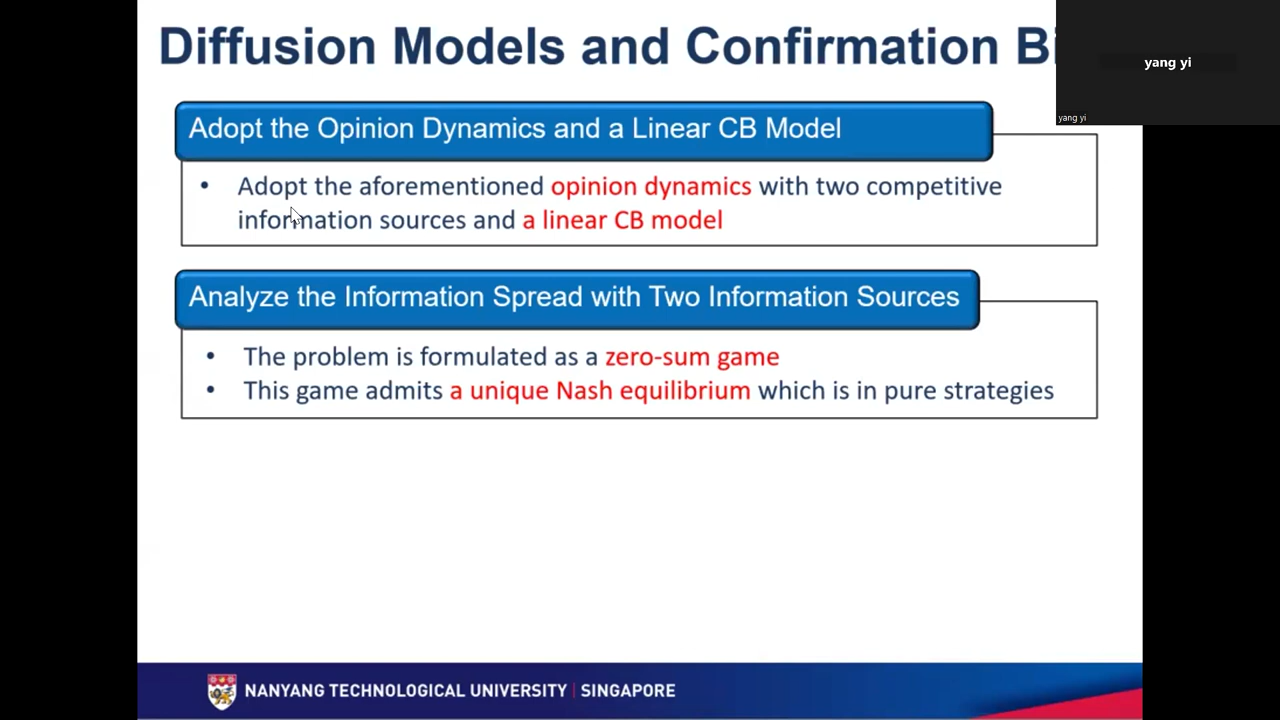 Diffusion Models and Confirmation Bi
yang yi
yang yi
Adopt the Opinion Dynamics and a Linear CB Model
• Adopt the aforementioned opinion dynamics with two competitive
information sources and a linear CB model
Analyze the Information Spread with Two Information Sources
• The problem is formulated as a zero-sum game
• This game admits a unique Nash equilibrium which is in pure strategies
NANYANG TECHNOLOGICAL UNIVERSITY | SINGAPORE